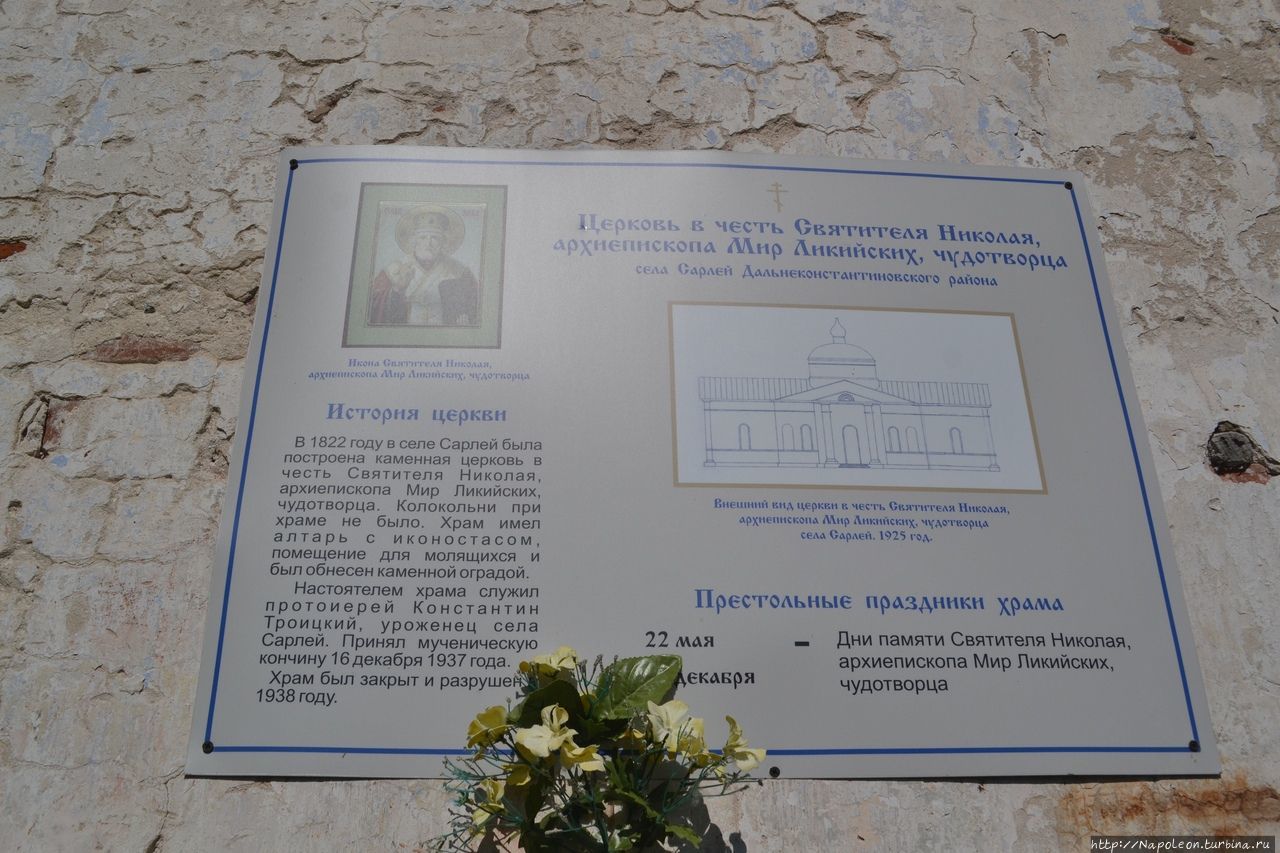 Церковь в честь Святителя Николая,
архиепископа Мир Ликийских, чудотворца
села Сарлей Дальнеконстантиновского района
Икона Святителя Николая,
архиепископа Мир Ликийских, чудотворца
История церкви
В 1822 году в селе Сарлей была
построена каменная церковь в
честь Святителя Николая,
архиепископа Мир Ликийских,
чудотворца. Колокольни при
храме не было. Храм имел
алтарь с иконостасом,
помещение для молящихся и
был обнесен каменной оградой.
Настоятелем храма служил
протоиерей Константин
Троицкий, уроженец села
Сарлей. Принял мученическую
кончину 16 декабря 1937 года.
Храм был закрыт и разрушен
1938 году.
Внешний вид церкви в честь Святителя Николая,
архиепископа Мир Ликийских, чудотворца
села Сарлей. 1925 год.
Престольные праздники храма
22 мая – Дни памяти Святителя Николая,
декабря архиепископа Мир Ликийских,
чудотворца
http://Napoleon.turbina.ru